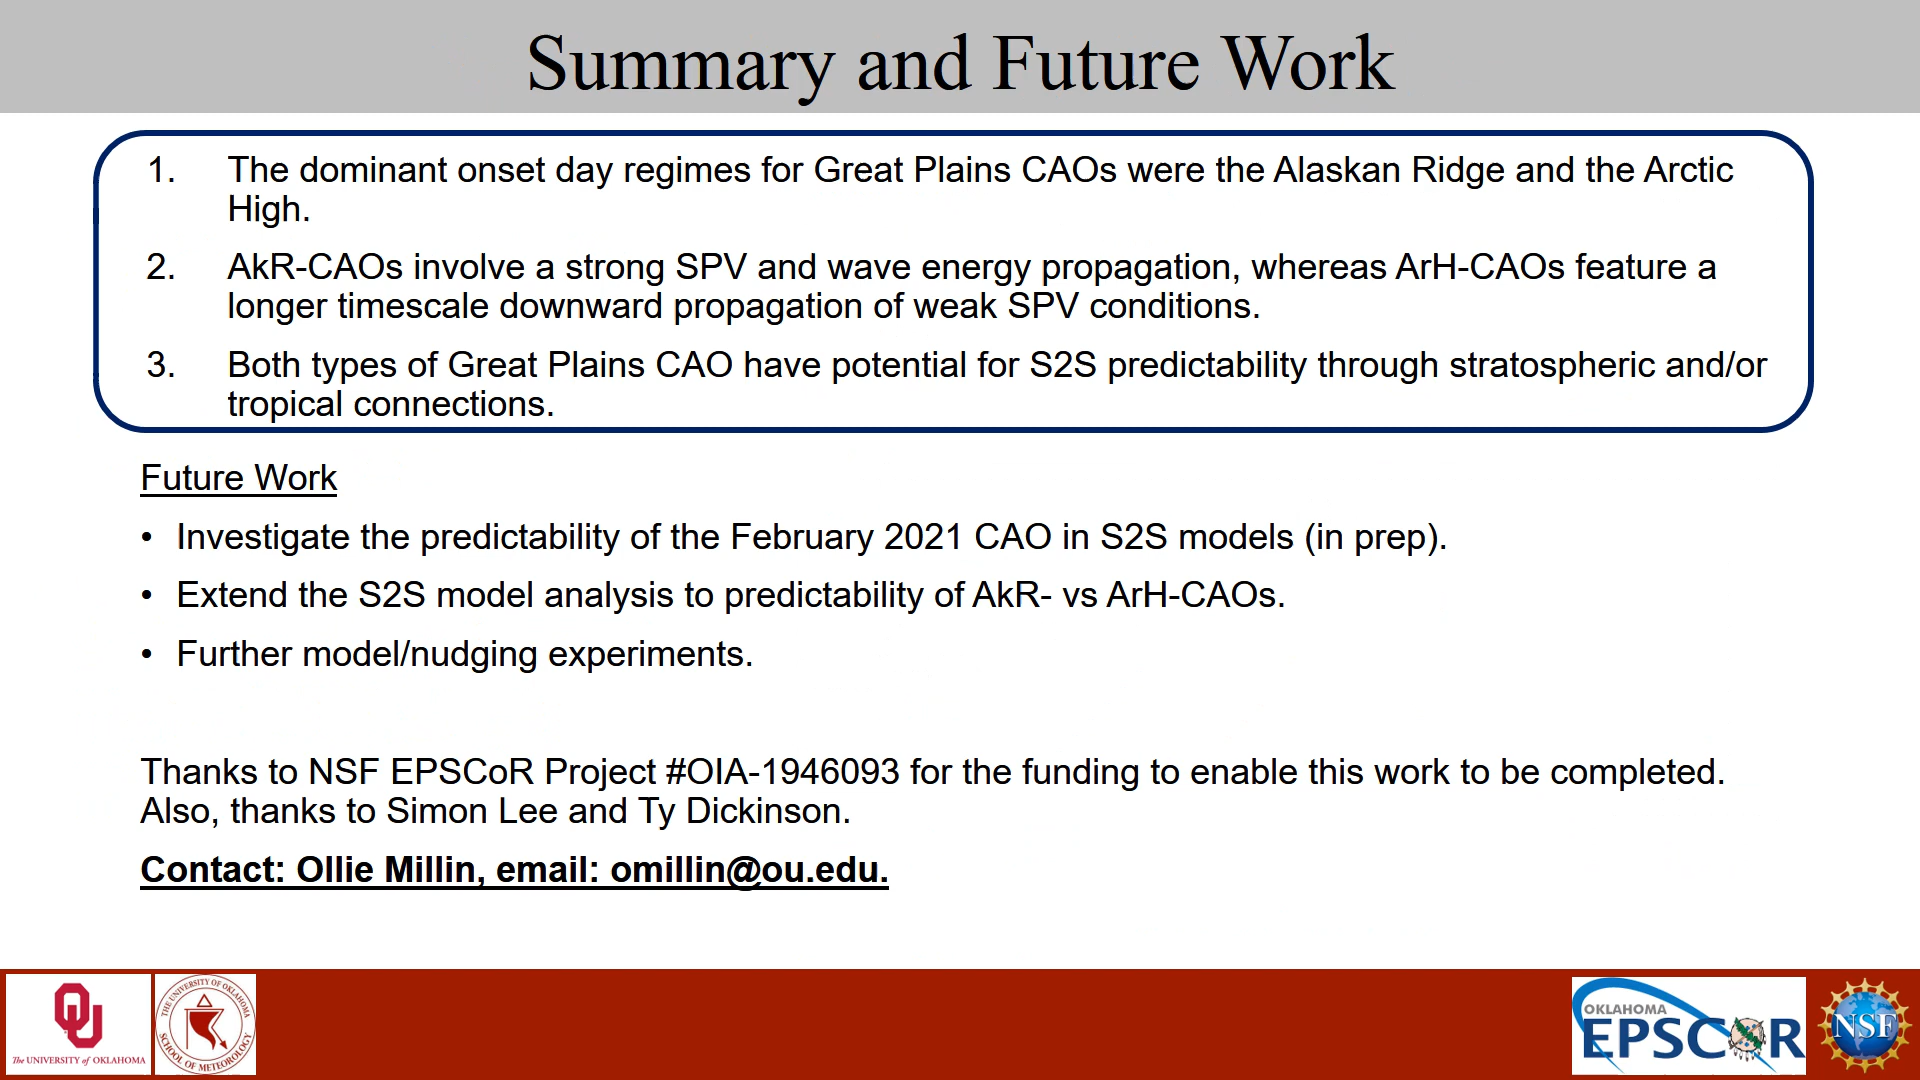 Summary and Future Work
1. The dominant onset day regimes for Great Plains CAOs were the Alaskan Ridge and the Arctic
High.
2. AkR-CAOs involve a strong SPV and wave energy propagation, whereas ArH-CAOs feature a
longer timescale downward propagation of weak SPV conditions.
3. Both types of Great Plains CAO have potential for S2S predictability through stratospheric and/or
tropical connections.
Future Work
• Investigate the predictability of the February 2021 CAO in S2S models (in prep).
• Extend the S2S model analysis to predictability of AkR- vs ArH-CAOs.
• Further model/nudging experiments.
Thanks to NSF EPSCoR Project #OIA-1946093 for the funding to enable this work to be completed.
Also, thanks to Simon Lee and Ty Dickinson.
Contact: Ollie Millin, email: omillin@ou.edu.
OU
The UNIVERSITY of OKLAHOMA
THE UNIVERSITY OF OKLAHOMA
SCHOOL OF METEOROLOGY
OKLAHOMA
EPSCoR
NSF